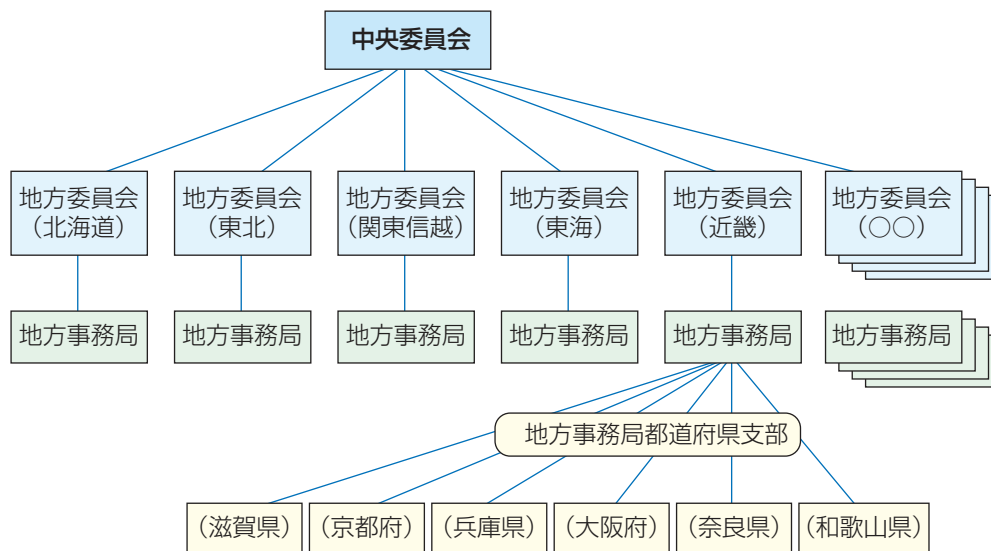 中央委員会
地方委員会
（北海道）
地方委員会
（東北）
地方委員会
（関東信越）
地方委員会
（東海）
地方委員会
（近畿）
地方委員会
（○○）
地方事務局
地方事務局
地方事務局
地方事務局
地方事務局
地方事務局
地方事務局都道府県支部
（滋賀県）
（京都府）
（兵庫県）
（大阪府）
（奈良県）
（和歌山県）